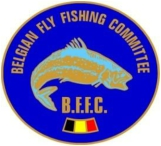 BELGIAN FLY FISHING COMMITTEE
B.F.F.C.